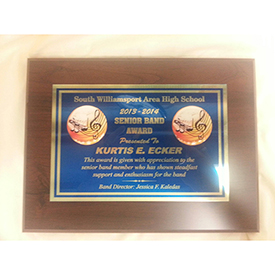 South Williamsport Area High School
2013 - 2014
SENIOR BAND
AWARD
Presented To
KURTIS E. ECKER
This award is given with appreciation to the
senior band member who has shown steadfast
support and enthusiasm for the band
Band Director: Jessica F. Kaledas